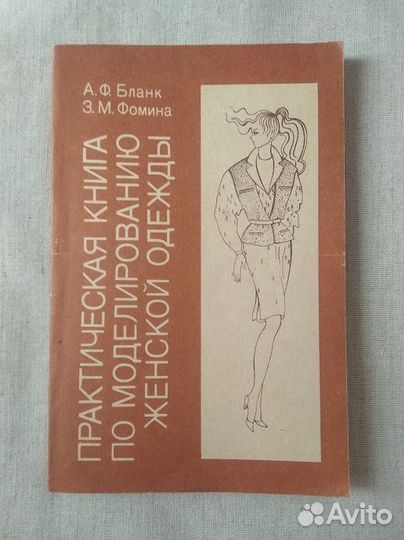 А. Ф. Бланк
З. М. Фомина
ПРАКТИЧЕСКАЯ КНИГА
ПО МОДЕЛИРОВАНИЮ
ЖЕНСКОЙ ОДЕЖДЫ
Avito